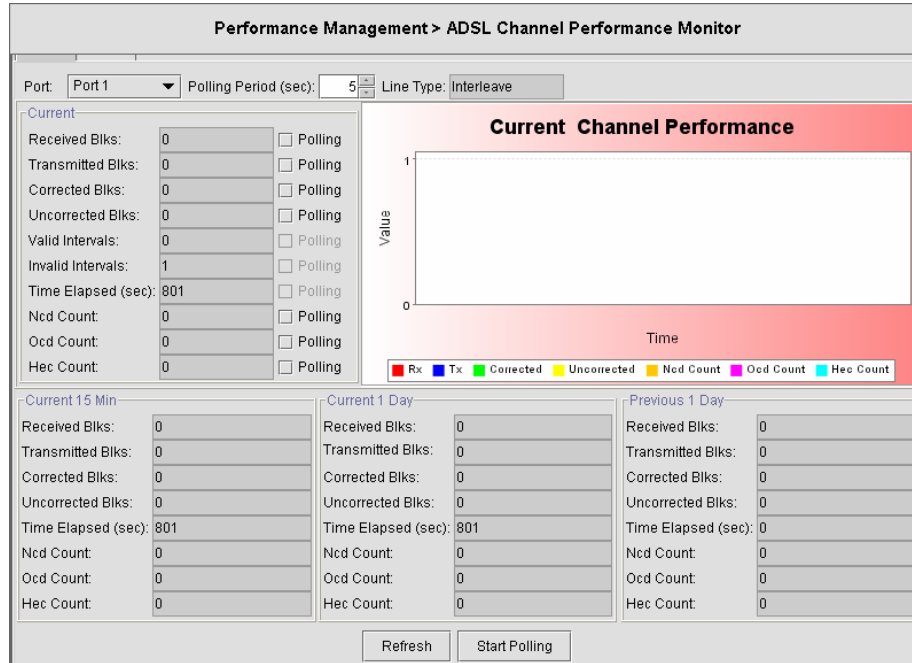 Performance Management > ADSL Channel Performance Monitor
Port: Port 1 Polling Period (sec): 5 Line Type: Interleave
Current
Received Blks: 0 Polling
Transmitted Blks: 0 Polling
Corrected Blks: 0 Polling
Uncorrected Blks: 0 Polling
Valid Intervals: 0 Polling
Invalid Intervals: 1 Polling
Time Elapsed (sec): 801 Polling
Ncd Count: 0 Polling
Ocd Count: 0 Polling
Hec Count: 0 Polling
Current Channel Performance
1
Value
0
Time
Rx Tx Corrected Uncorrected Ncd Count Ocd Count Hec Count
Current 15 Min
Received Blks: 0
Transmitted Blks: 0
Corrected Blks: 0
Uncorrected Blks: 0
Time Elapsed (sec): 801
Ncd Count: 0
Ocd Count: 0
Hec Count: 0
Current 1 Day
Received Blks: 0
Transmitted Blks: 0
Corrected Blks: 0
Uncorrected Blks: 0
Time Elapsed (sec): 801
Ncd Count: 0
Ocd Count: 0
Hec Count: 0
Previous 1 Day
Received Blks: 0
Transmitted Blks: 0
Corrected Blks: 0
Uncorrected Blks: 0
Time Elapsed (sec): 0
Ncd Count: 0
Ocd Count: 0
Hec Count: 0
Refresh Start Polling